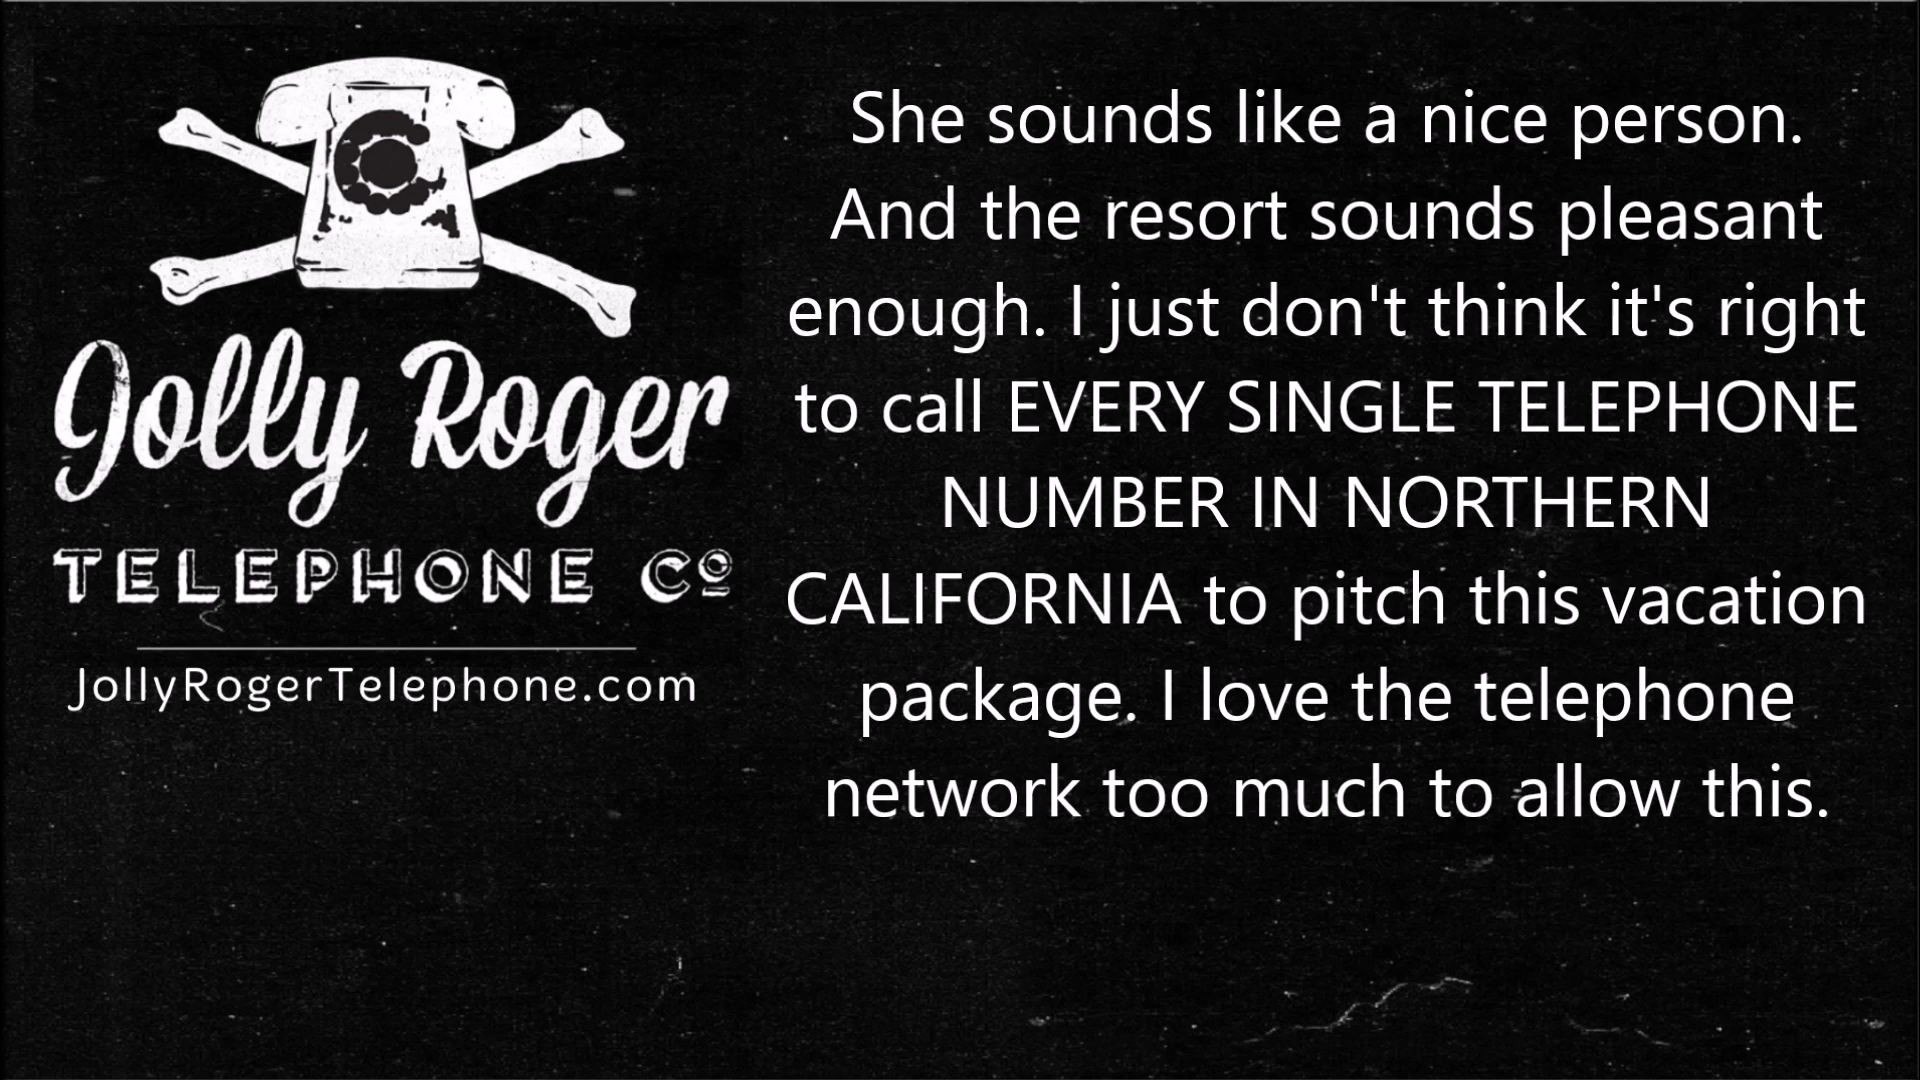 Jolly Roger
TELEPHONE Cº
JollyRogerTelephone.com
She sounds like a nice person.
And the resort sounds pleasant
enough. I just don't think it's right
to call EVERY SINGLE TELEPHONE
NUMBER IN NORTHERN
CALIFORNIA to pitch this vacation
package. I love the telephone
network too much to allow this.